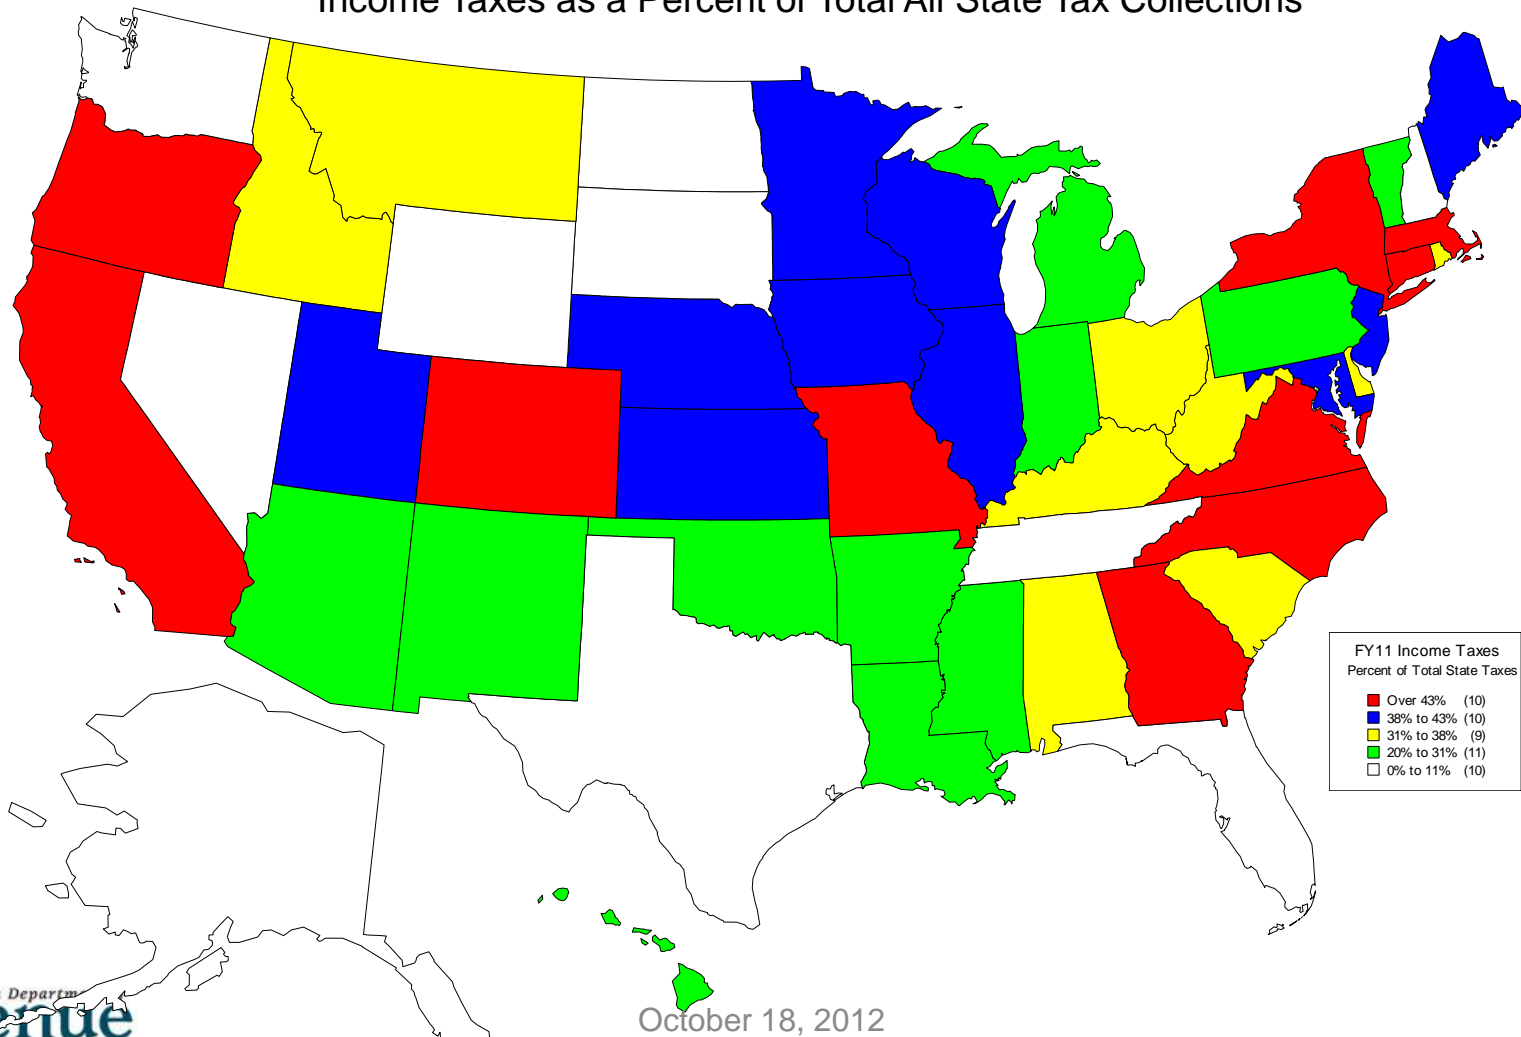 Income Taxes as a Percent of Total All State Tax Collections
FY11 Income Taxes
Percent of Total State Taxes
Over 43% (10)
38% to 43% (10)
31% to 38% (9)
20% to 31% (11)
0% to 11% (10)
Departm
enue
October 18, 2012